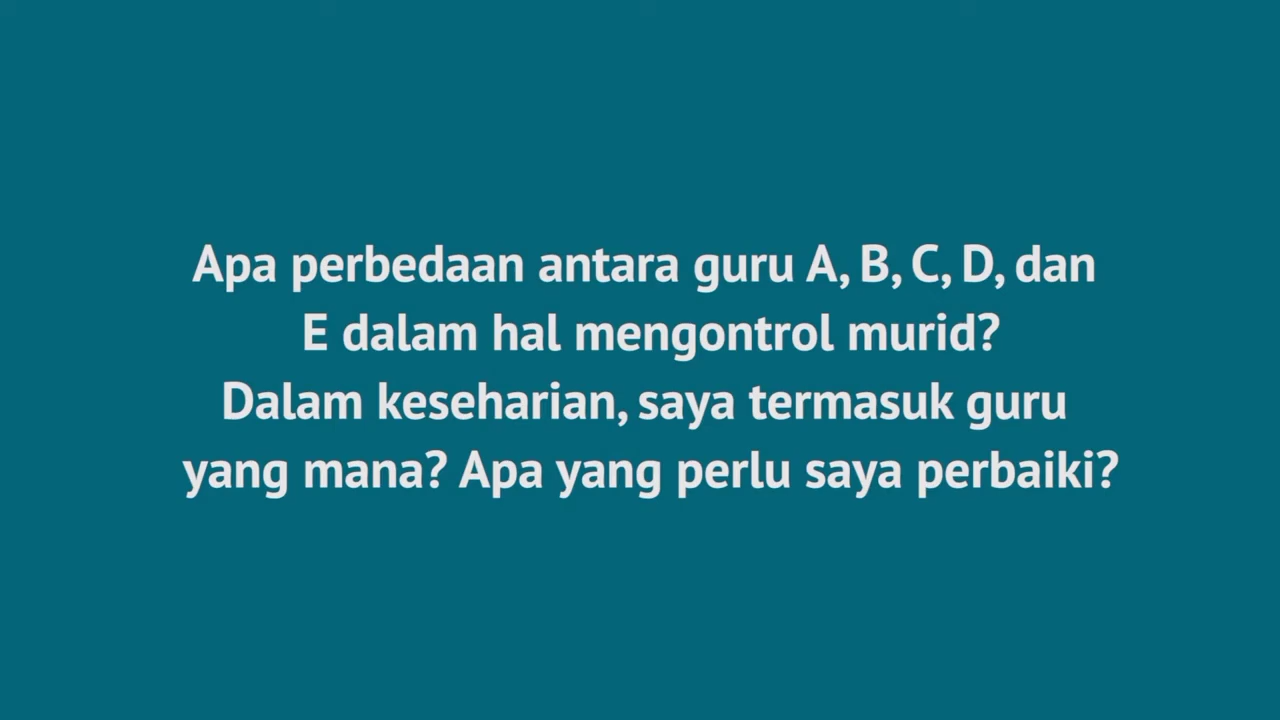 Apa perbedaan antara guru A, B, C, D, dan
E dalam hal mengontrol murid?
Dalam keseharian, saya termasuk guru
yang mana? Apa yang perlu saya perbaiki?